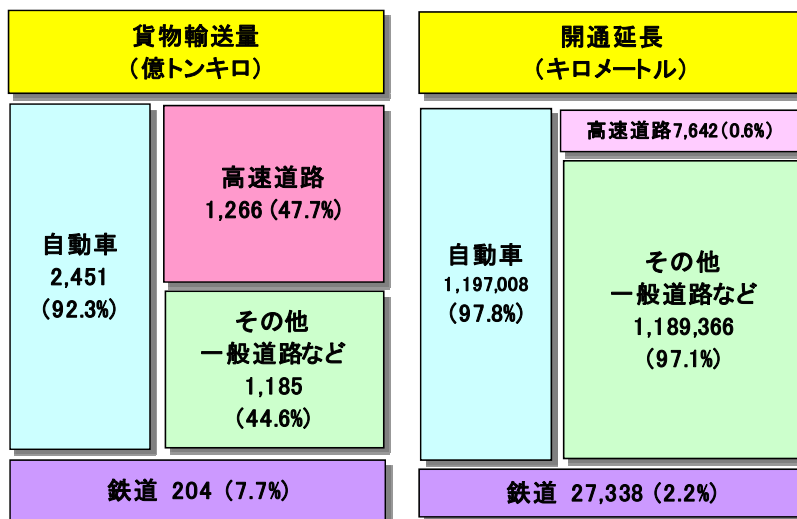 貨物輸送量
（億トンキロ）
自動車
2,451
(92.3%)
高速道路
1,266 (47.7%)
その他
一般道路など
1,185
(44.6%)
鉄道 204 (7.7%)
開通延長
（キロメートル）
自動車
1,197,008
(97.8%)
高速道路7,642(0.6%)
その他
一般道路など
1,189,366
(97.1%)
鉄道 27,338 (2.2%)